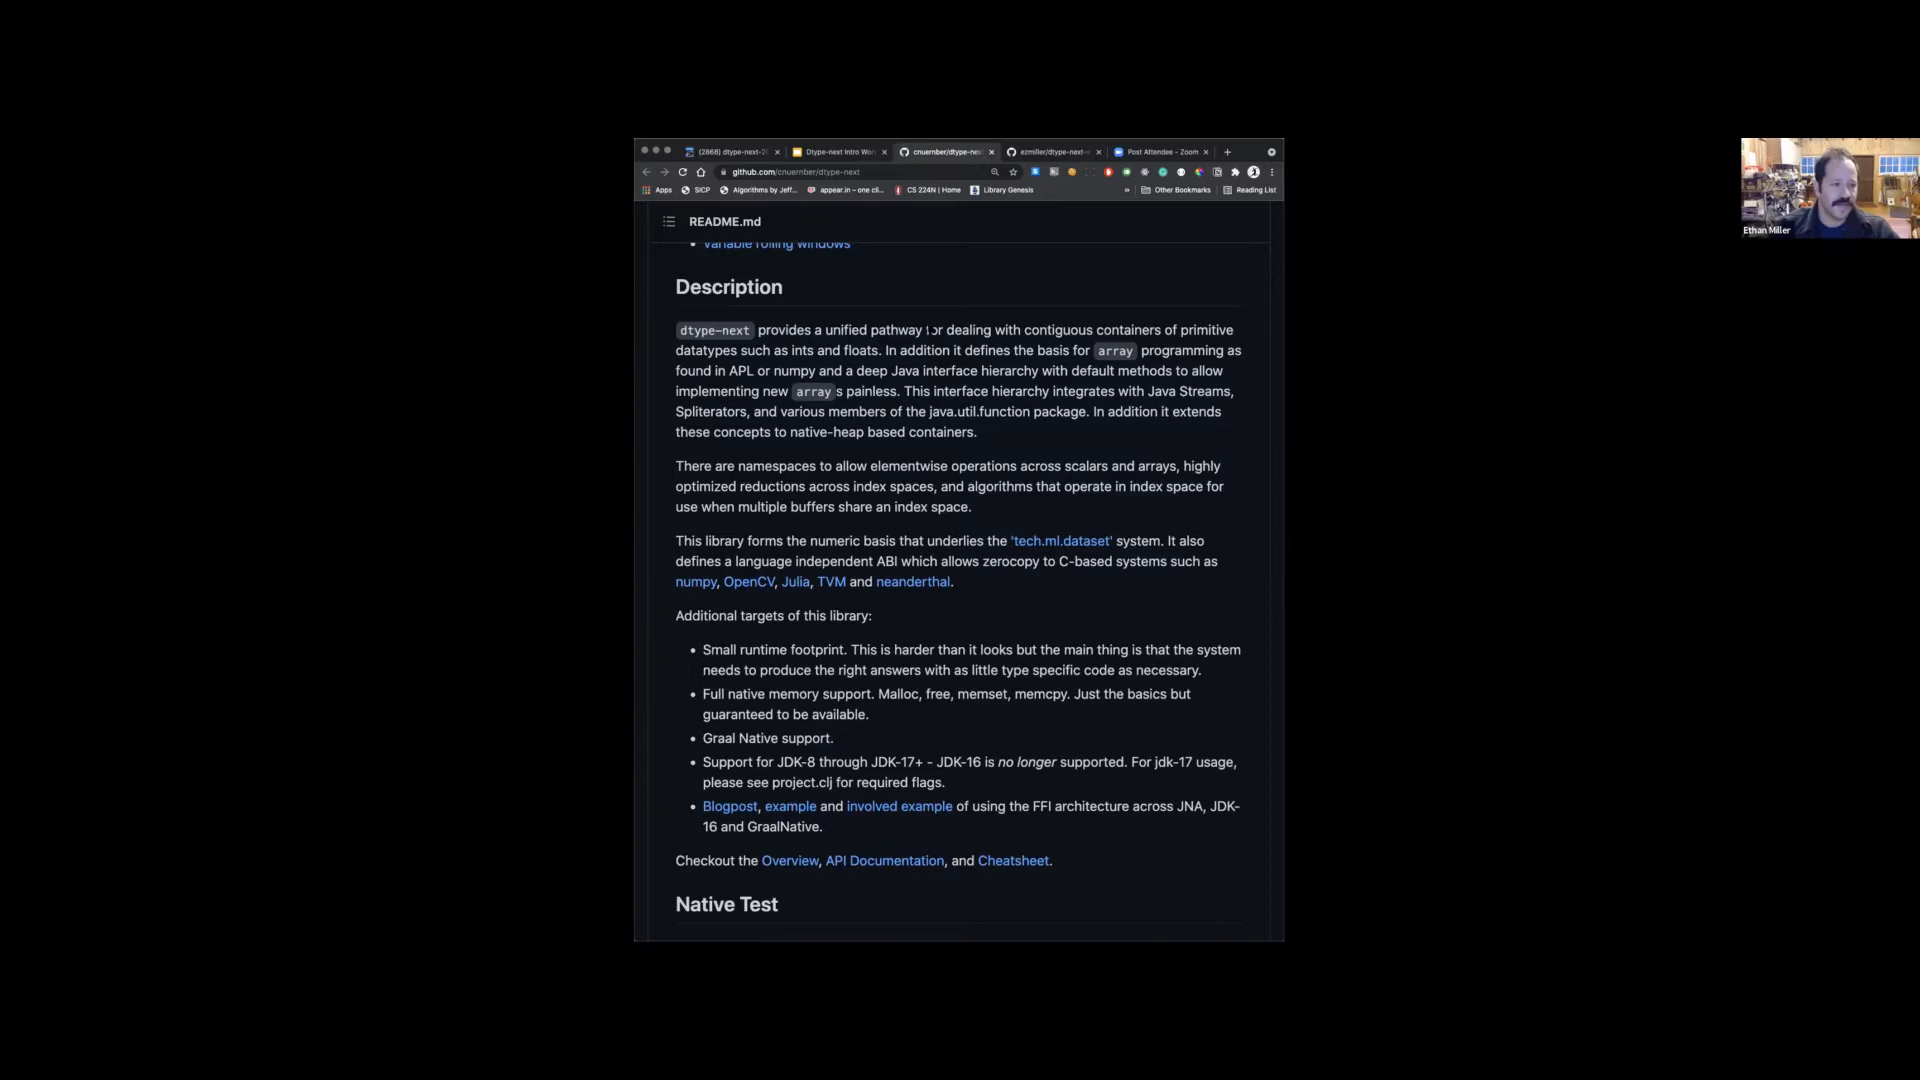 (2868) dtype-next-2
Dtype-next Intro Wor
cnuernber/dtype-nex
ezmiller/dtype-next-
Post Attendee - Zoom
github.com/cnuernber/dtype-next
Apps
SICP
Algorithms by Jeff...
appear.in – one cli...
CS 224N | Home
Library Genesis
»
Other Bookmarks
Reading List
README.md
Variable rolling windows
Description
dtype-next provides a unified pathway for dealing with contiguous containers of primitive
datatypes such as ints and floats. In addition it defines the basis for array programming as
found in APL or numpy and a deep Java interface hierarchy with default methods to allow
implementing new arrays painless. This interface hierarchy integrates with Java Streams,
Spliterators, and various members of the java.util.function package. In addition it extends
these concepts to native-heap based containers.
There are namespaces to allow elementwise operations across scalars and arrays, highly
optimized reductions across index spaces, and algorithms that operate in index space for
use when multiple buffers share an index space.
This library forms the numeric basis that underlies the 'tech.ml.dataset' system. It also
defines a language independent ABI which allows zerocopy to C-based systems such as
numpy, OpenCV, Julia, TVM and neanderthal.
Additional targets of this library:
• Small runtime footprint. This is harder than it looks but the main thing is that the system
needs to produce the right answers with as little type specific code as necessary.
• Full native memory support. Malloc, free, memset, memcpy. Just the basics but
guaranteed to be available.
• Graal Native support.
• Support for JDK-8 through JDK-17+ - JDK-16 is no longer supported. For jdk-17 usage,
please see project.clj for required flags.
• Blogpost, example and involved example of using the FFI architecture across JNA, JDK-
16 and GraalNative.
Checkout the Overview, API Documentation, and Cheatsheet.
Native Test
Ethan Miller